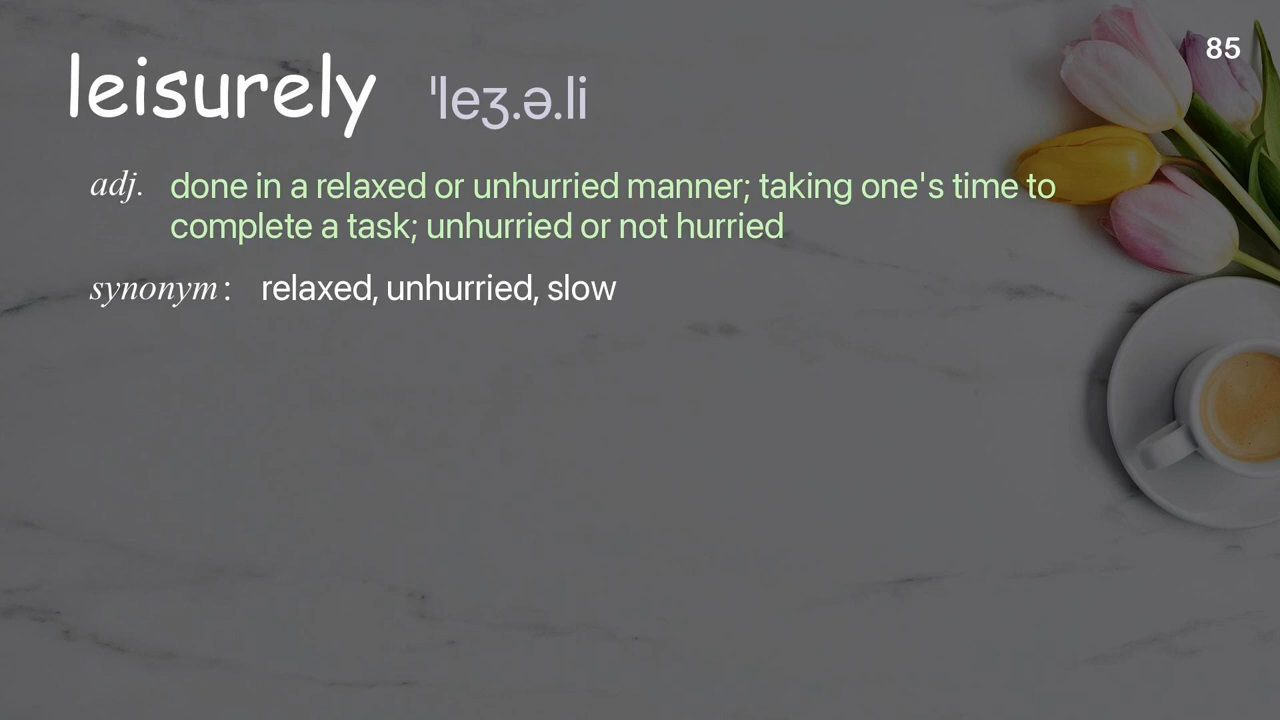 85
leisurely ˈleʒ.ə.li
adj. done in a relaxed or unhurried manner; taking one's time to
complete a task; unhurried or not hurried
synonym : relaxed, unhurried, slow